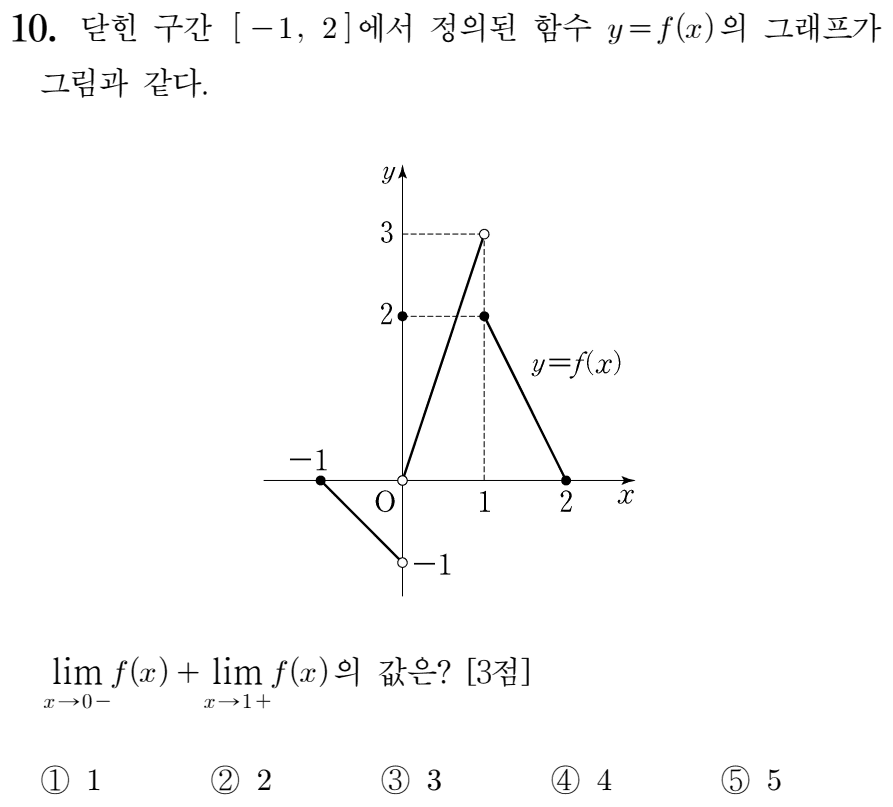 10. 닫힌 구간 [-1, 2]에서 정의된 함수 y=f(x)의 그래프가
그림과 같다.
y
3
2
y=f(x)
-1
O
1
2
x
-1
lim f(x) + lim f(x)의 값은? [3점]
x→0- x→1+
① 1 ② 2 ③ 3 ④ 4 ⑤ 5